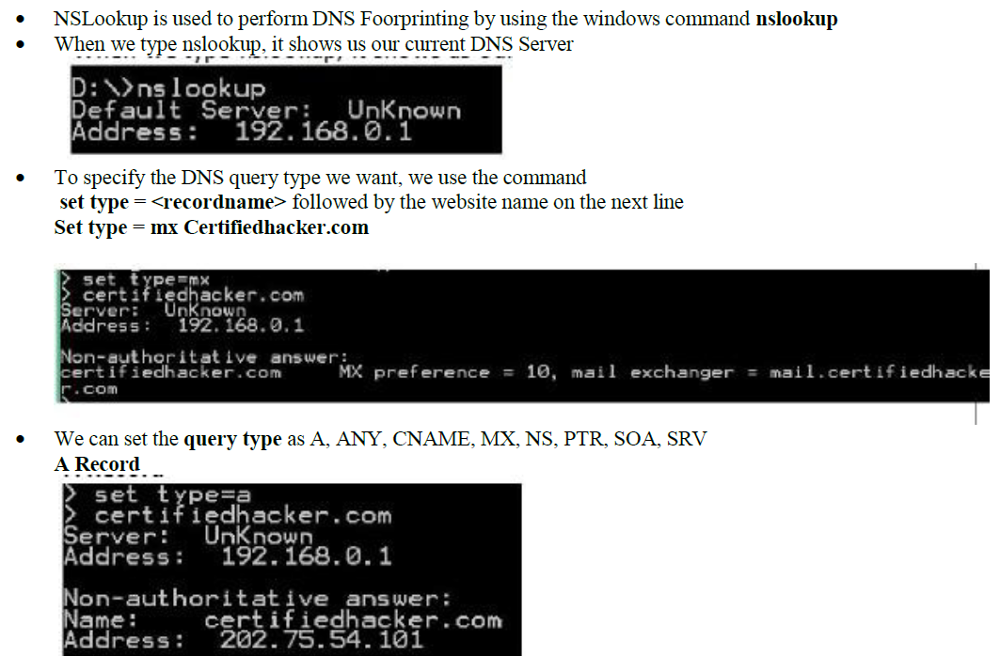 • NSLookup is used to perform DNS Foorprinting by using the windows command nslookup
• When we type nslookup, it shows us our current DNS Server
D:\>nslookup
Default Server: UnKnown
Address: 192.168.0.1
• To specify the DNS query type we want, we use the command
set type = <recordname> followed by the website name on the next line
Set type = mx Certifiedhacker.com
> set type=mx
> certifiedhacker.com
Server: UnKnown
Address: 192.168.0.1
Non-authoritative answer:
certifiedhacker.com MX preference = 10, mail exchanger = mail.certifiedhacke
r.com
• We can set the query type as A, ANY, CNAME, MX, NS, PTR, SOA, SRV
A Record
> set type=a
> certifiedhacker.com
Server: UnKnown
Address: 192.168.0.1
Non-authoritative answer:
Name: certifiedhacker.com
Address: 202.75.54.101